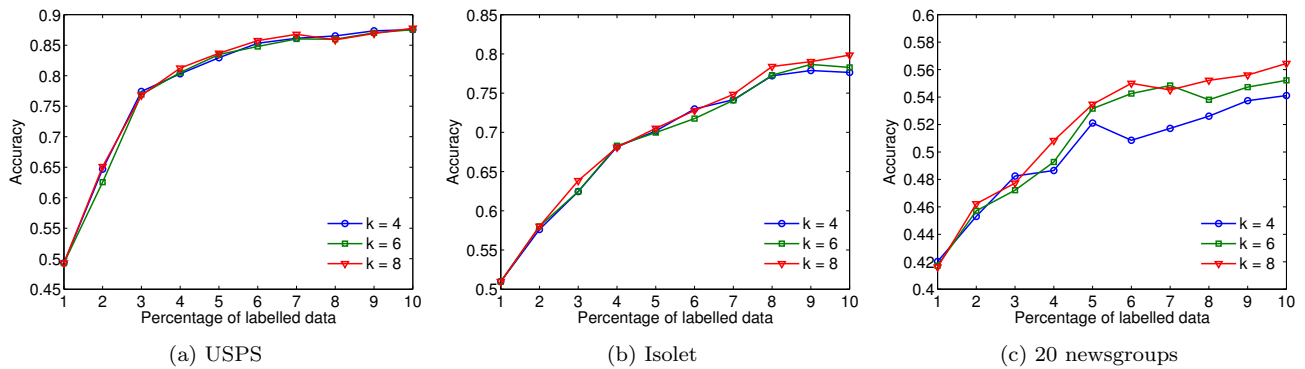 0.9
0.85
0.8
0.75
0.7
0.65
0.6
0.55
0.5
0.45
Accuracy
k = 4
k = 6
k = 8
1 2 3 4 5 6 7 8 9 10
Percentage of labelled data
(a) USPS
0.85
0.8
0.75
0.7
0.65
0.6
0.55
0.5
Accuracy
k = 4
k = 6
k = 8
1 2 3 4 5 6 7 8 9 10
Percentage of labelled data
(b) Isolet
0.6
0.58
0.56
0.54
0.52
0.5
0.48
0.46
0.44
0.42
0.4
Accuracy
k = 4
k = 6
k = 8
1 2 3 4 5 6 7 8 9 10
Percentage of labelled data
(c) 20 newsgroups